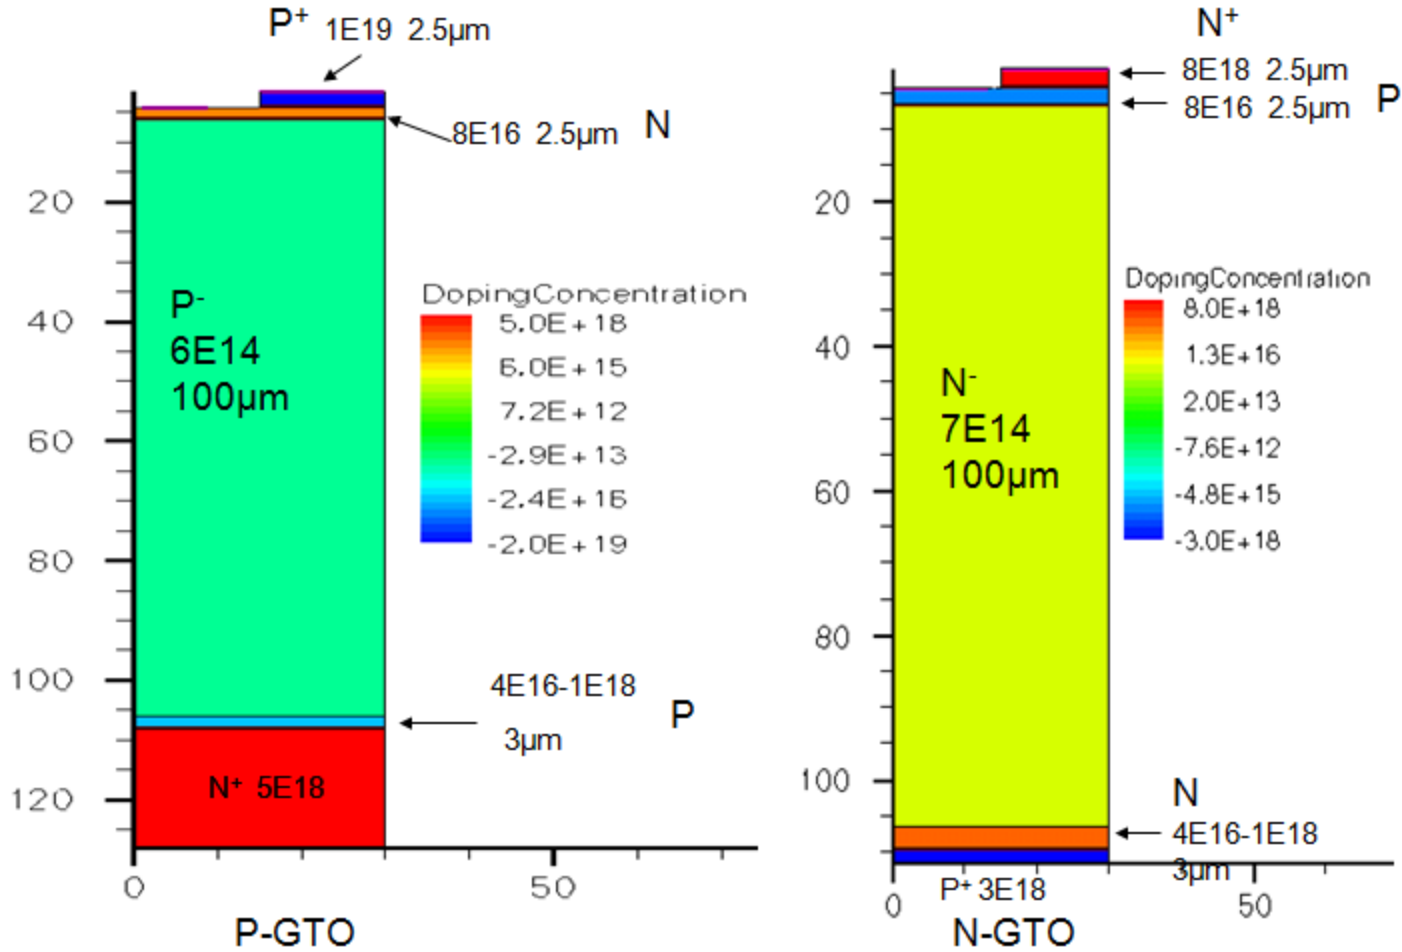 P+ 1E19 2.5µm
8E16 2.5µm N
20
40
60
80
100
120
P-
6E14
100µm
DopingConcentration
5.0E+18
6.0E+15
7.2E+12
-2.9E+13
-2.4E+16
-2.0E+19
4E16-1E18
3µm
P
N+ 5E18
0
50
P-GTO
N+
8E18 2.5µm
8E16 2.5µm P
20
40
60
80
100
N-
7E14
100µm
DopingConcentration
8.0E+18
1.3E+16
2.0E+13
-7.6E+12
-4.8E+15
-3.0E+18
N
4E16-1E18
3µm
P+ 3E18
0
50
N-GTO